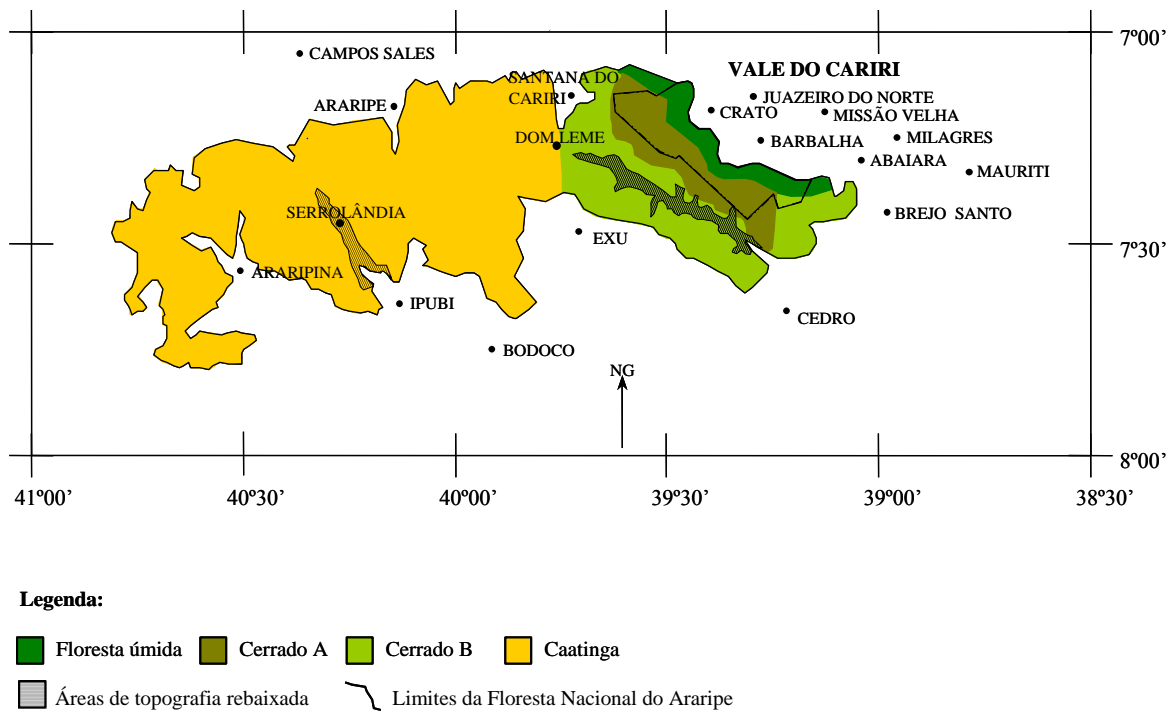 7º00’
CAMPOS SALES
VALE DO CARIRI
SANTANA DO
CARIRI
JUAZEIRO DO NORTE
ARARIPE
CRATO
MISSÃO VELHA
DOM LEME
BARBALHA
MILAGRES
ABAIARA
MAURITI
SERROLÂNDIA
BREJO SANTO
EXU
7º30’
ARARIPINA
IPUBI
CEDRO
BODOCO
NG
8º00’
41º00’ 40º30’ 40º00’ 39º30’ 39º00’ 38º30’
Legenda:
Floresta úmida Cerrado A Cerrado B Caatinga
Áreas de topografia rebaixada Limites da Floresta Nacional do Araripe